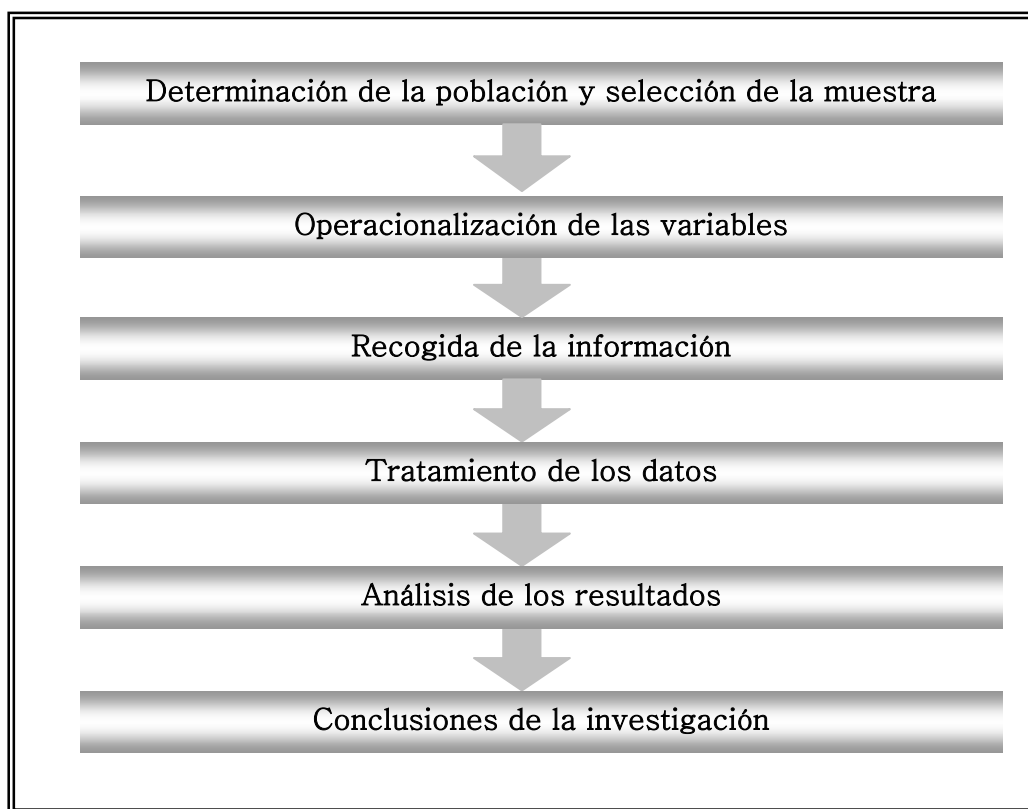 Determinación de la población y selección de la muestra
Operacionalización de las variables
Recogida de la información
Tratamiento de los datos
Análisis de los resultados
Conclusiones de la investigación